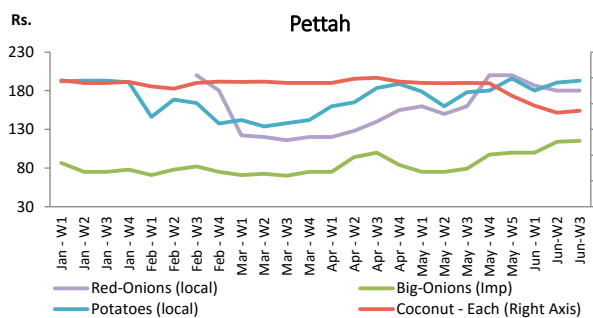 Rs.
Pettah
230
180
130
80
30
Jan - W1
Jan - W2
Jan - W3
Jan - W4
Feb - W1
Feb - W2
Feb - W3
Feb - W4
Mar - W1
Mar - W2
Mar - W3
Mar - W4
Apr - W1
Apr - W2
Apr - W3
Apr - W4
May - W1
May - W2
May - W3
May - W4
May - W5
Jun - W1
Jun-W2
Jun-W3
Red-Onions (local)
Big-Onions (Imp)
Potatoes (local)
Coconut - Each (Right Axis)